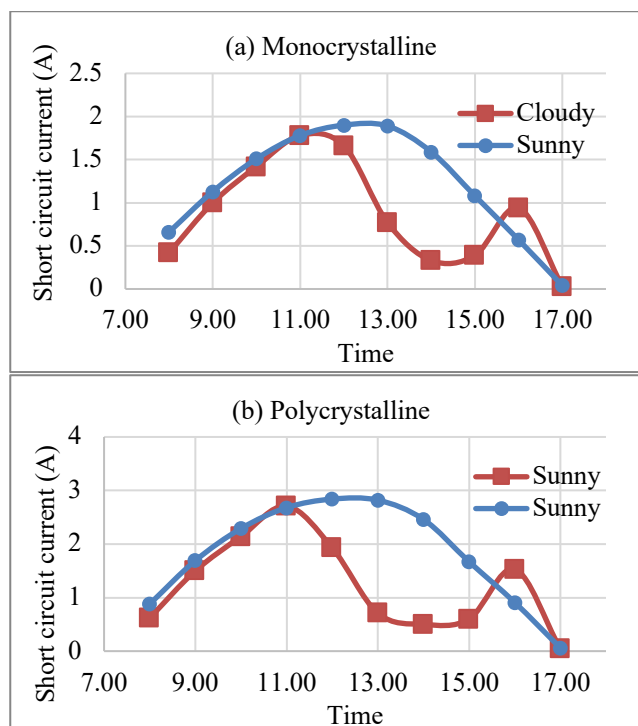 (a) Monocrystalline
Short circuit current (A)
2.5
2
1.5
1
0.5
0
Cloudy
Sunny
7.00 9.00 11.00 13.00 15.00 17.00
Time
(b) Polycrystalline
Short circuit current (A)
4
3
2
1
0
Sunny
Sunny
7.00 9.00 11.00 13.00 15.00 17.00
Time